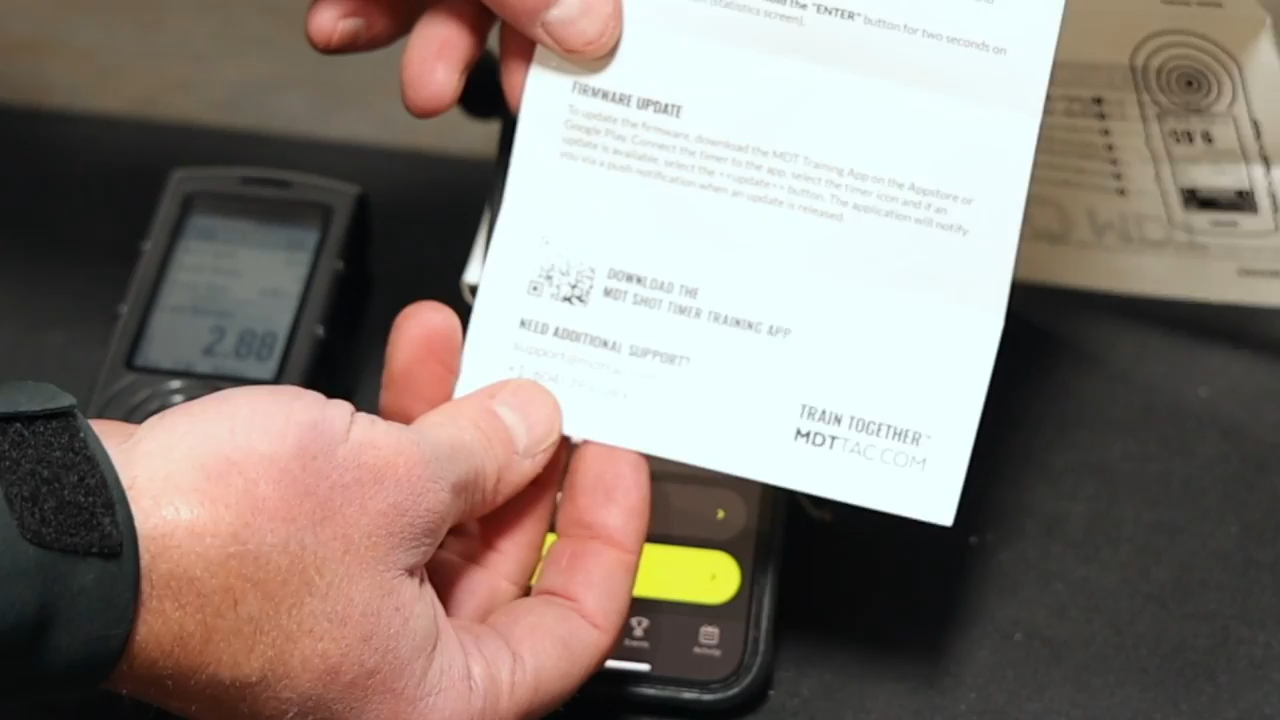 hold the "ENTER" button for two seconds on
(statistics screen).
FIRMWARE UPDATE
To update the firmware, download the MDT Training App on the Appstore or
Google Play. Connect the timer to the app, select the timer icon and if an
update is available, select the <<update>> button. The application will notify
you via a push notification when an update is released.
DOWNLOAD THE
MDT SHOT TIMER TRAINING APP
NEED ADDITIONAL SUPPORT?
TRAIN TOGETHER™
MDTTAC.COM
2.88
Activity